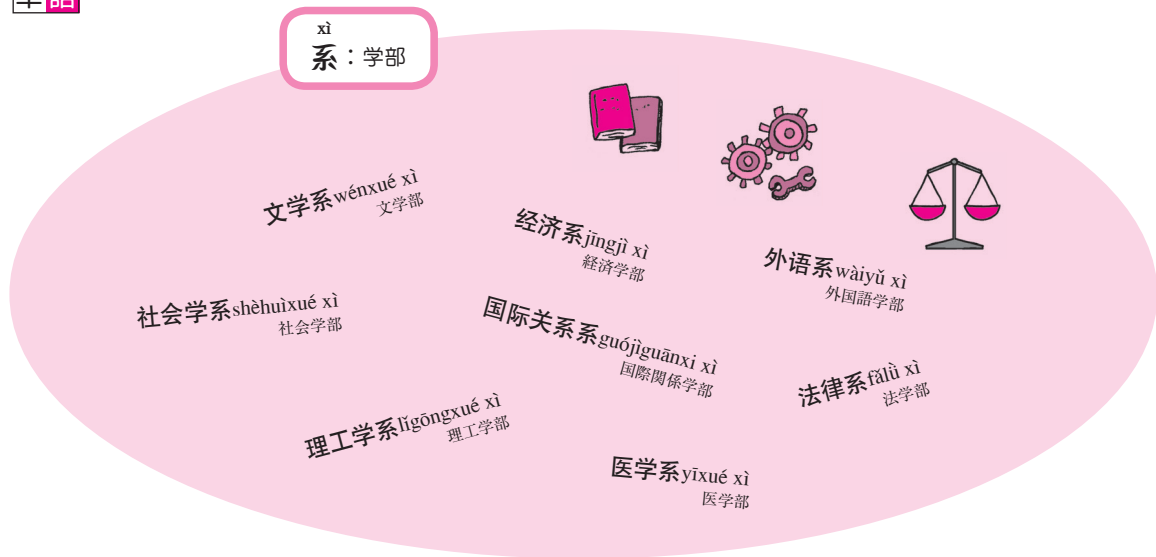 xì
系：学部
文学系wénxué xì
文学部
经济系jīngjì xì
経済学部
外语系wàiyǔ xì
外国語学部
社会学系shèhuìxué xì
社会学部
国际关系系guójìguānxi xì
国際関係学部
法律系fǎlǜ xì
法学部
理工学系lǐgōngxué xì
理工学部
医学系yīxué xì
医学部